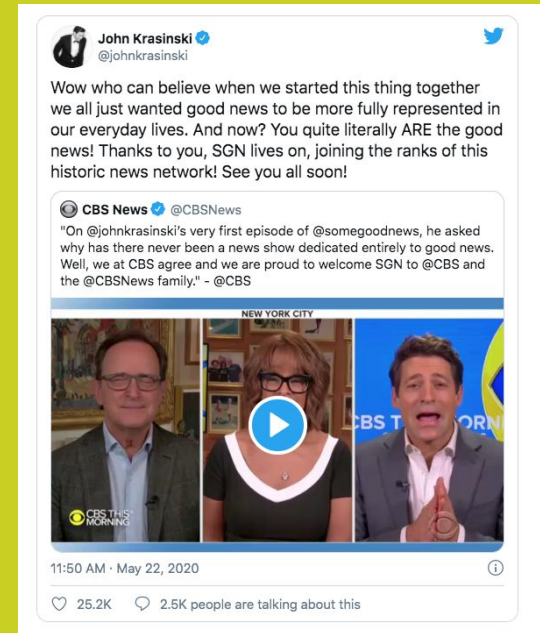 John Krasinski
@johnkrasinski
Wow who can believe when we started this thing together
we all just wanted good news to be more fully represented in
our everyday lives. And now? You quite literally ARE the good
news! Thanks to you, SGN lives on, joining the ranks of this
historic news network! See you all soon!
CBS News @CBSNews
"On @johnkrasinski's very first episode of @somegoodnews, he asked
why has there never been a news show dedicated entirely to good news.
Well, we at CBS agree and we are proud to welcome SGN to @CBS and
the @CBSNews family." - @CBS
NEW YORK CITY
CBS T
ORN
CBS THIS
MORNING
11:50 AM · May 22, 2020
25.2K
2.5K people are talking about this